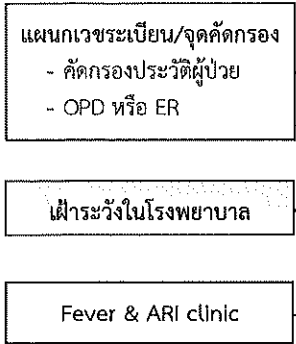 แผนกเวชระเบียน/จุดคัดกรอง
- คัดกรองประวัติผู้ป่วย
- OPD หรือ ER
เฝ้าระวังในโรงพยาบาล
Fever & ARI clinic